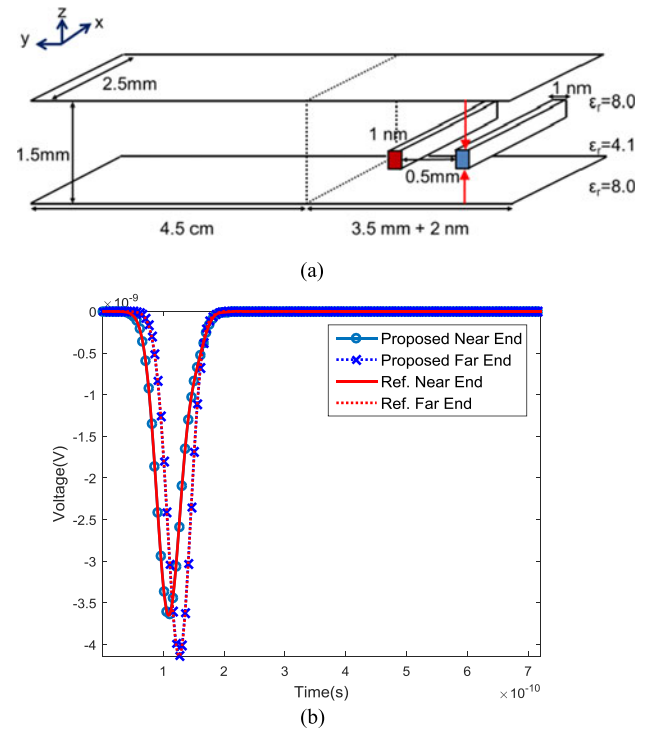 z
x
y
2.5mm
1 nm
εr=8.0
1 nm
εr=4.1
1.5mm
0.5mm
εr=8.0
4.5 cm
3.5 mm + 2 nm
(a)
×10-9
0
Proposed Near End
-0.5
Proposed Far End
-1
Ref. Near End
Ref. Far End
-1.5
-2
Voltage(V)
-2.5
-3
-3.5
-4
1
2
3
4
5
6
7
Time(s)
×10-10
(b)